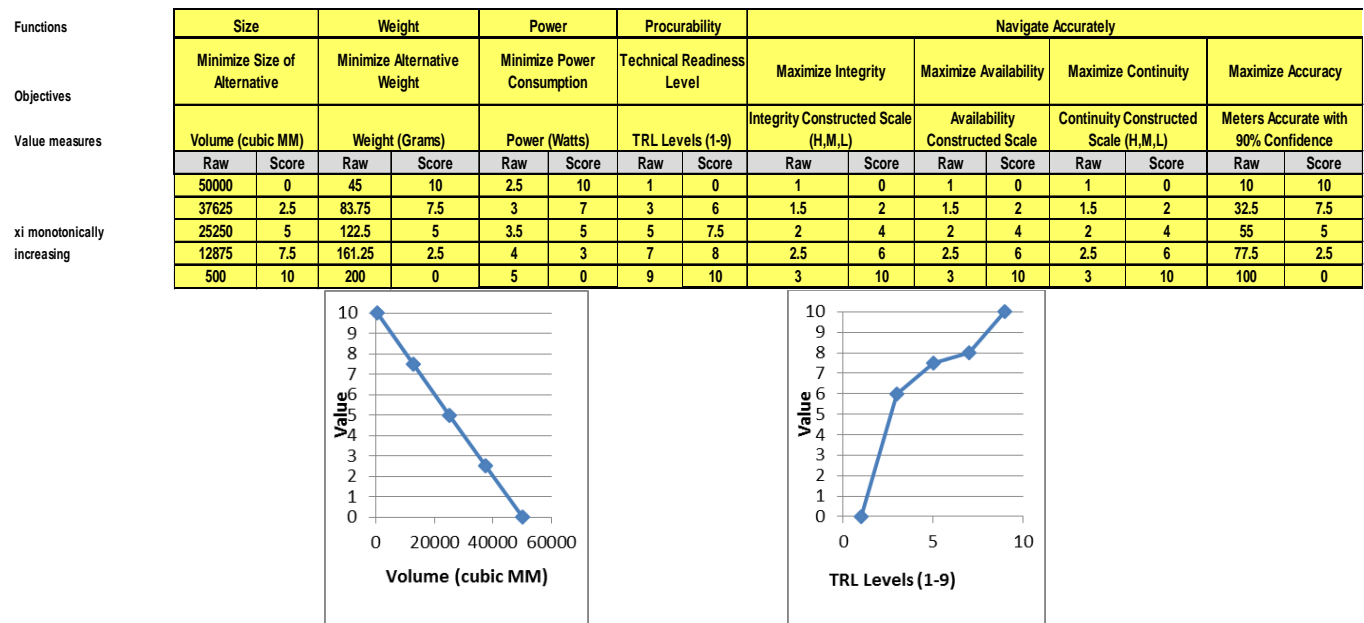 Functions Size Weight Power Procurability Navigate Accurately
Objectives Minimize Size of Alternative Minimize Alternative Weight Minimize Power Consumption Technical Readiness Level Maximize Integrity Maximize Availability Maximize Continuity Maximize Accuracy
Value measures Volume (cubic MM) Weight (Grams) Power (Watts) TRL Levels (1-9) Integrity Constructed Scale (H,M,L) Availability Constructed Scale Continuity Constructed Scale (H,M,L) Meters Accurate with 90% Confidence
Raw Score Raw Score Raw Score Raw Score Raw Score Raw Score Raw Score Raw Score
50000 0 45 10 2.5 10 1 0 1 0 1 0 1 0 10 10
37625 2.5 83.75 7.5 3 7 3 6 1.5 2 1.5 2 1.5 2 32.5 7.5
xi monotonically increasing
25250 5 122.5 5 3.5 5 5 7.5 2 4 2 4 2 4 55 5
12875 7.5 161.25 2.5 4 3 7 8 2.5 6 2.5 6 2.5 6 77.5 2.5
500 10 200 0 5 0 9 10 3 10 3 10 3 10 100 0
10
9
8
7
6
5
4
3
2
1
0
Value
0 20000 40000 60000
Volume (cubic MM)
10
9
8
7
6
5
4
3
2
1
0
Value
0 5 10
TRL Levels (1-9)